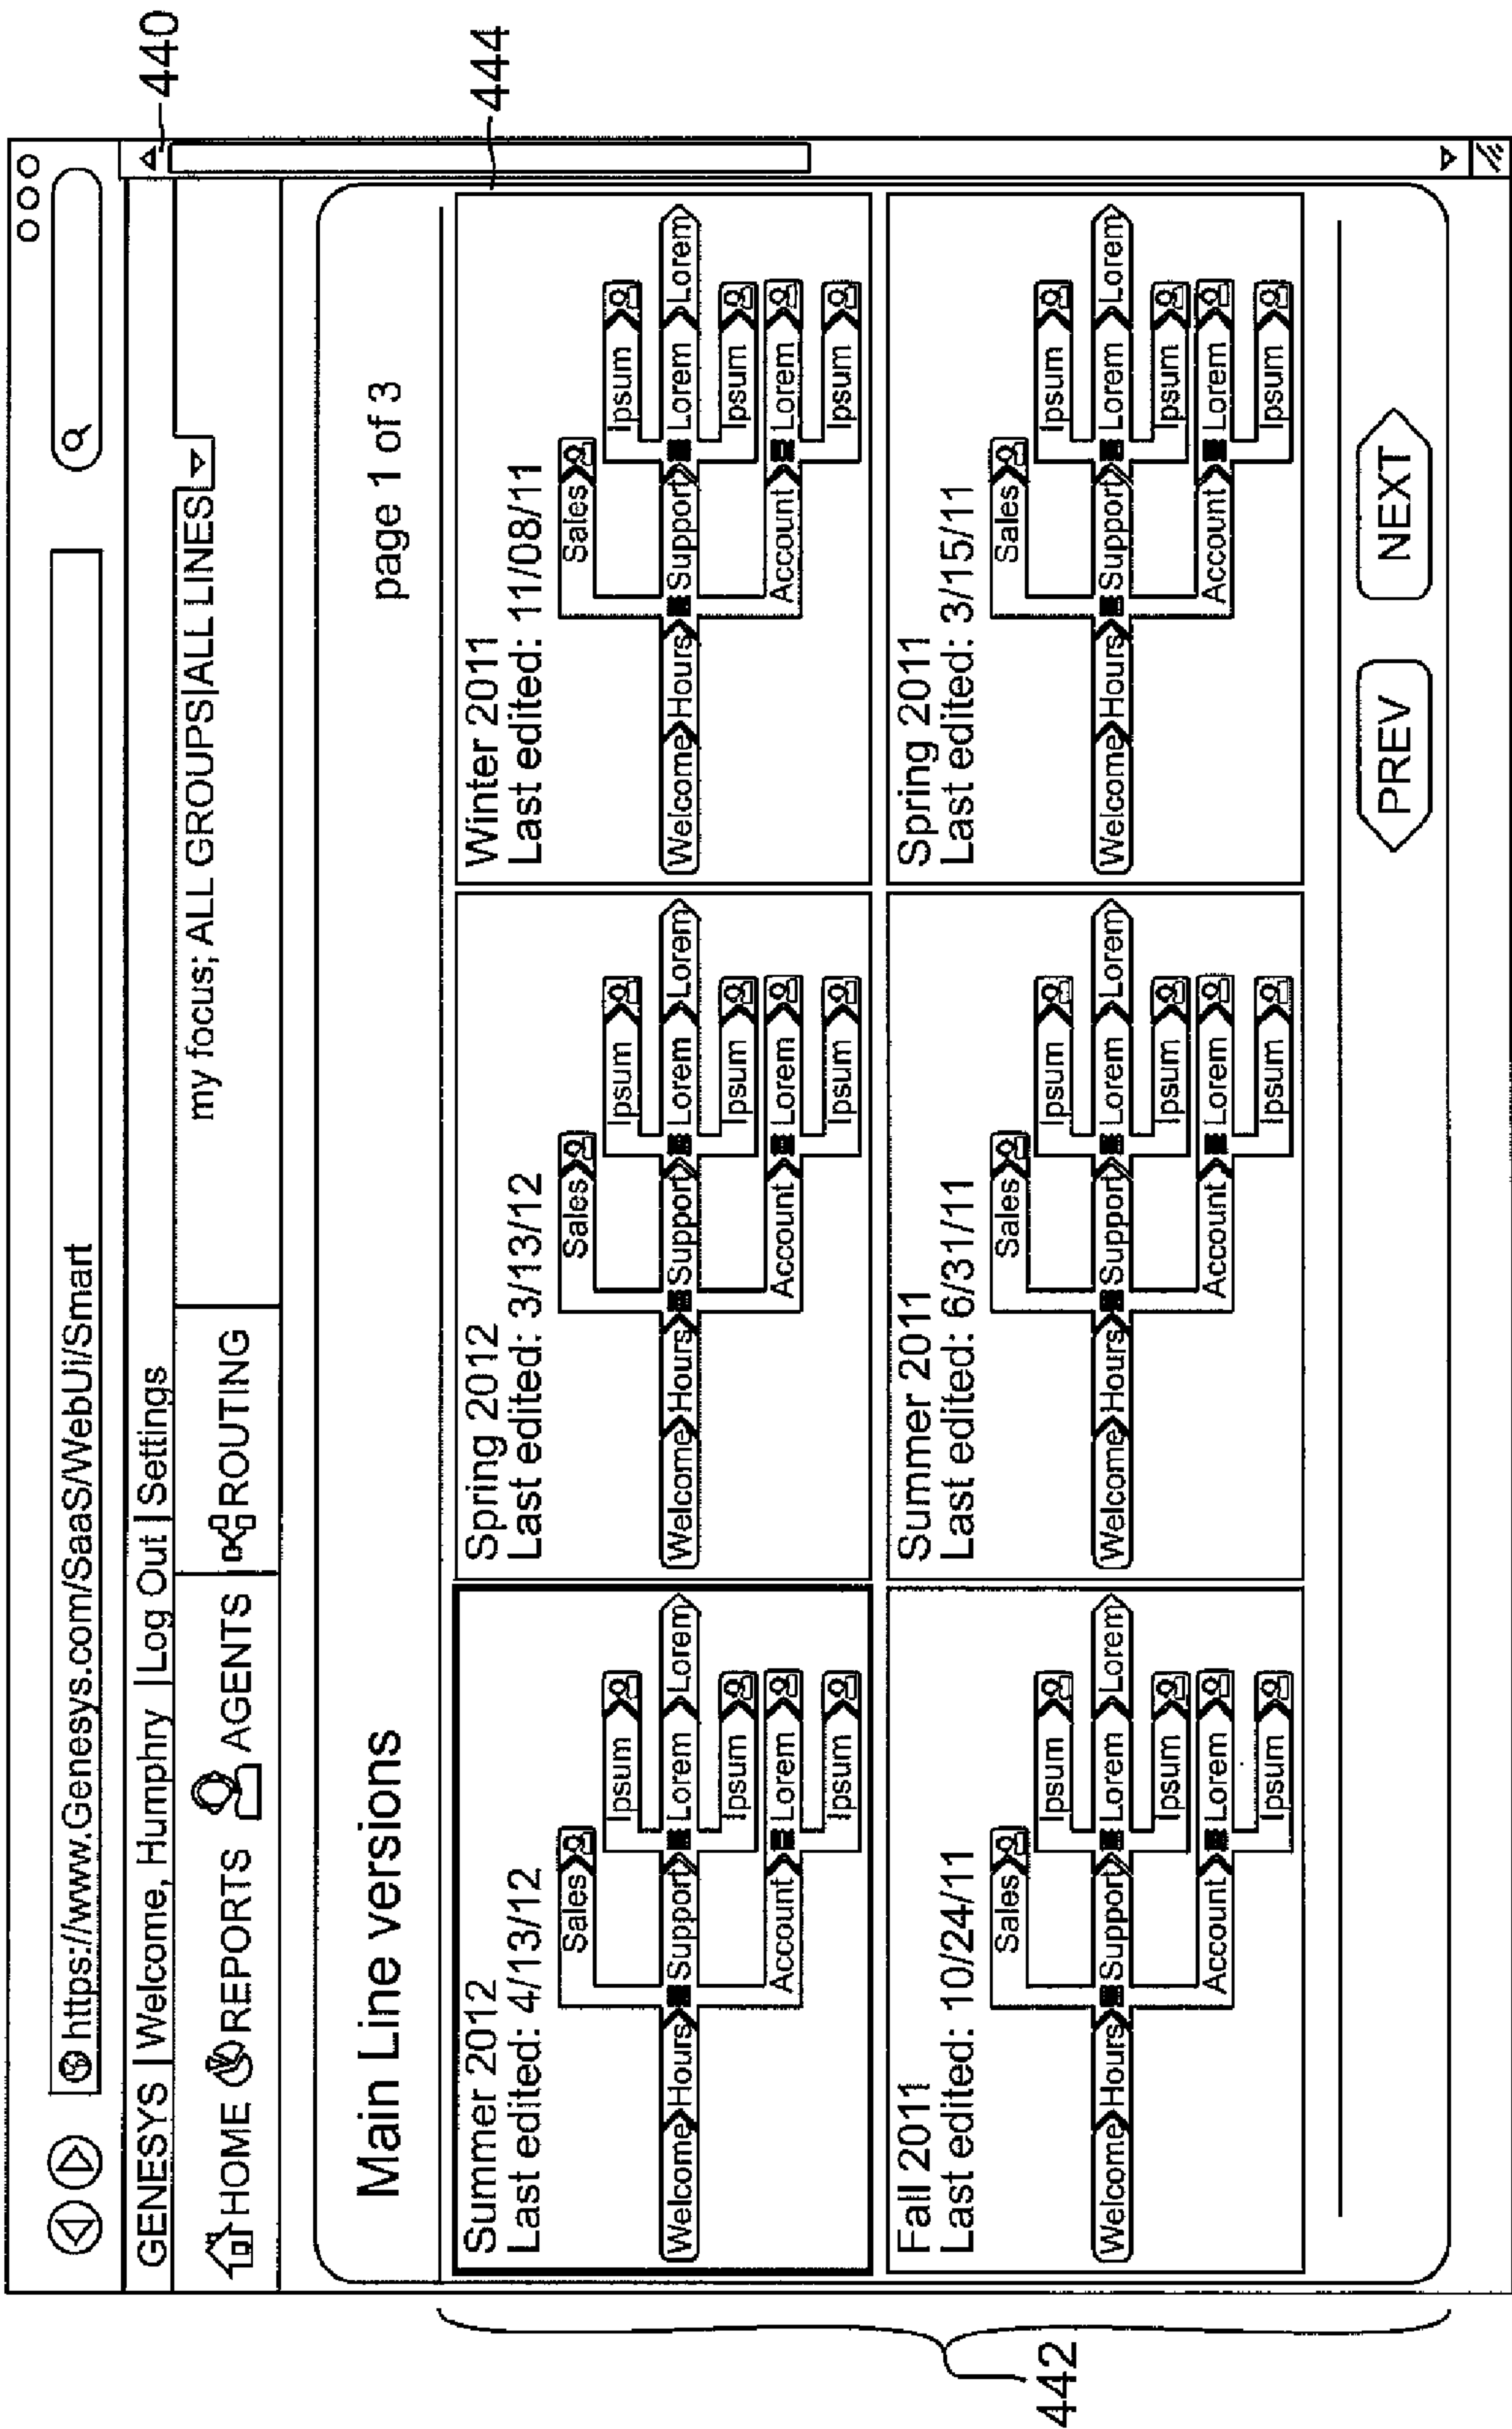 https://www.Genesys.com/SaaS/WebUi/Smart
440
GENESYS | Welcome, Humphry | Log Out | Settings
HOME REPORTS AGENTS ROUTING
my focus; ALL GROUPS|ALL LINES
Main Line versions
page 1 of 3
444
Summer 2012
Last edited: 4/13/12
Sales
Ipsum
Welcome Hours Support Lorem Lorem
Ipsum
Account Lorem
Ipsum
Spring 2012
Last edited: 3/13/12
Sales
Ipsum
Welcome Hours Support Lorem Lorem
Ipsum
Account Lorem
Ipsum
Winter 2011
Last edited: 11/08/11
Sales
Ipsum
Welcome Hours Support Lorem Lorem
Ipsum
Account Lorem
Ipsum
442
Fall 2011
Last edited: 10/24/11
Sales
Ipsum
Welcome Hours Support Lorem Lorem
Ipsum
Account Lorem
Ipsum
Summer 2011
Last edited: 6/31/11
Sales
Ipsum
Welcome Hours Support Lorem Lorem
Ipsum
Account Lorem
Ipsum
Spring 2011
Last edited: 3/15/11
Sales
Ipsum
Welcome Hours Support Lorem Lorem
Ipsum
Account Lorem
Ipsum
PREV NEXT